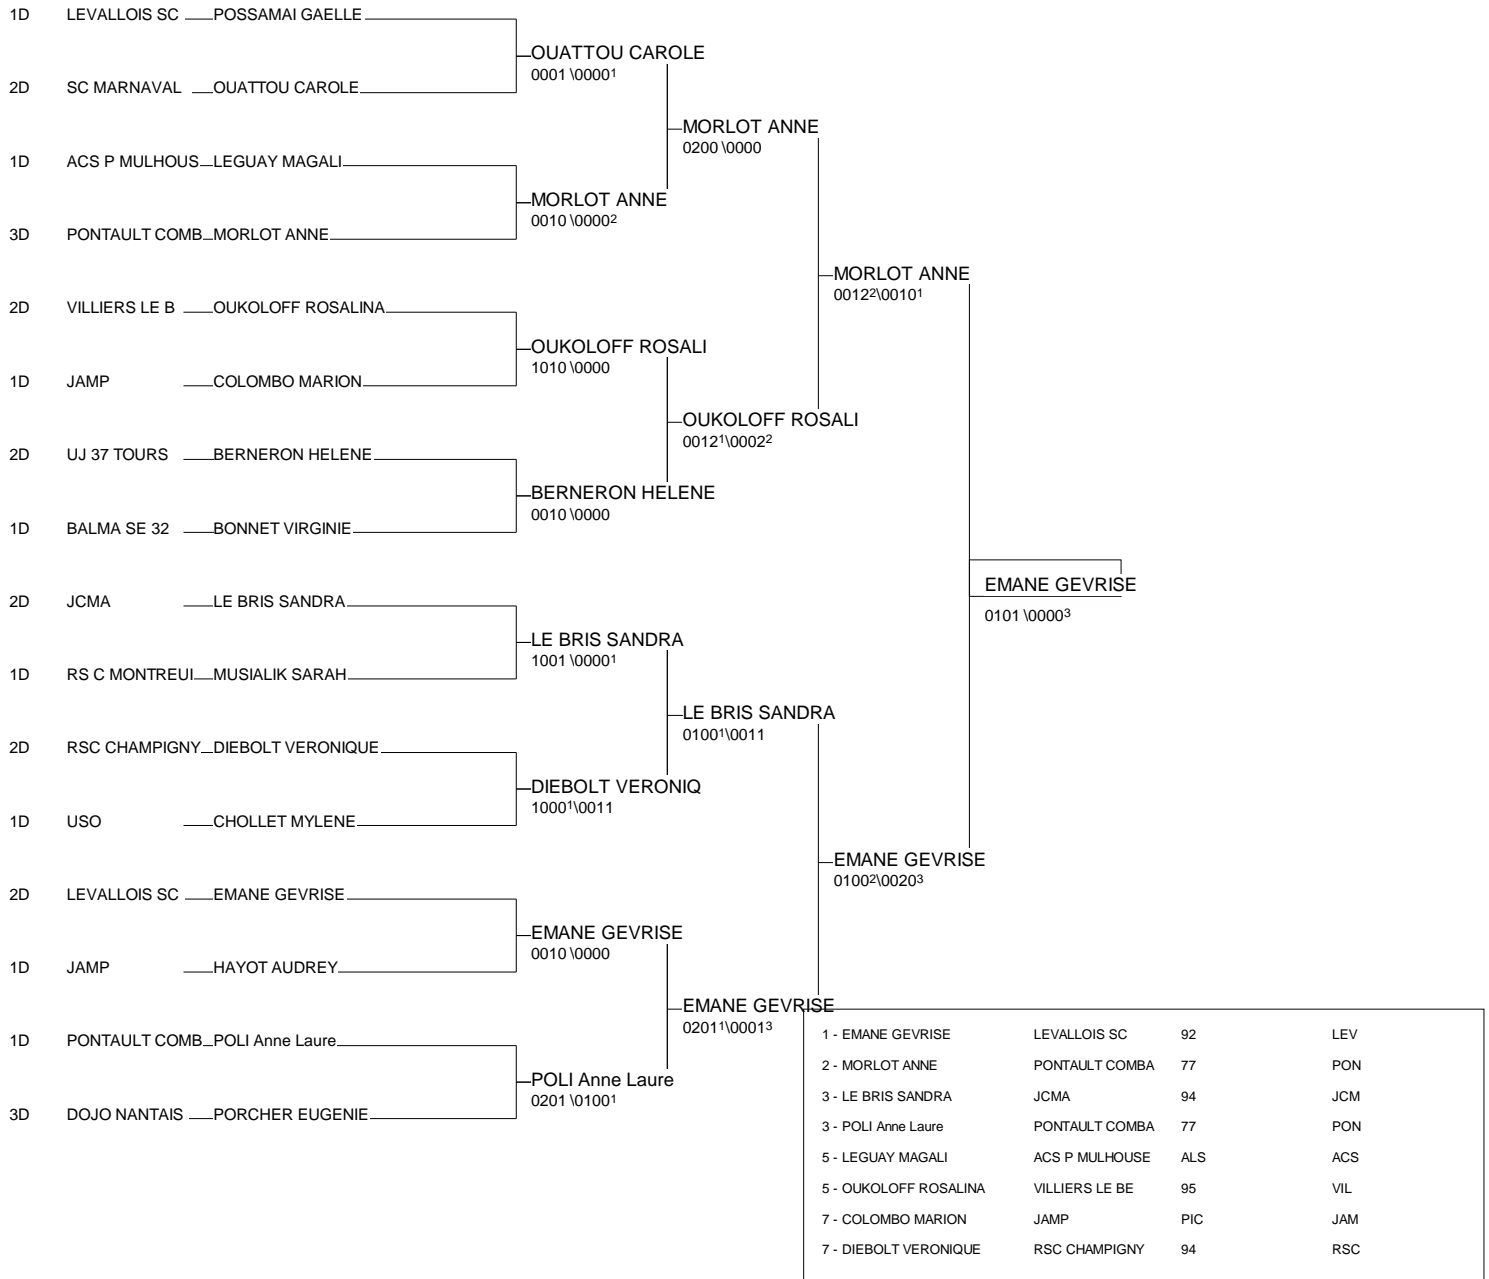 1D LEVALLOIS SC POSSAMAI GAELLE
OUATTOU CAROLE
0001 \0000¹
2D SC MARNAVAL OUATTOU CAROLE
MORLOT ANNE
0200 \0000
1D ACS P MULHOUS LEGUAY MAGALI
MORLOT ANNE
0010 \0000²
3D PONTAULT COMB MORLOT ANNE
MORLOT ANNE
0012²\0010¹
2D VILLIERS LE B OUKOLOFF ROSALINA
OUKOLOFF ROSALI
1010 \0000
1D JAMP COLOMBO MARION
OUKOLOFF ROSALI
0012¹\0002²
2D UJ 37 TOURS BERNERON HELENE
BERNERON HELENE
0010 \0000
1D BALMA SE 32 BONNET VIRGINIE
EMANE GEVRISE
0101 \0000³
2D JCMA LE BRIS SANDRA
LE BRIS SANDRA
1001 \0000¹
1D RS C MONTREUI MUSIALIK SARAH
LE BRIS SANDRA
0100¹\0011
2D RSC CHAMPIGNY DIEBOLT VERONIQUE
DIEBOLT VERONIQ
1000¹\0011
1D USO CHOLLET MYLENE
EMANE GEVRISE
0100²\0020³
2D LEVALLOIS SC EMANE GEVRISE
EMANE GEVRISE
0010 \0000
1D JAMP HAYOT AUDREY
EMANE GEVRISE
0201¹\0001³
1D PONTAULT COMB POLI Anne Laure
POLI Anne Laure
0201 \0100¹
3D DOJO NANTAIS PORCHER EUGENIE
1 - EMANE GEVRISE LEVALLOIS SC 92 LEV
2 - MORLOT ANNE PONTAULT COMBA 77 PON
3 - LE BRIS SANDRA JCMA 94 JCM
3 - POLI Anne Laure PONTAULT COMBA 77 PON
5 - LEGUAY MAGALI ACS P MULHOUSE ALS ACS
5 - OUKOLOFF ROSALINA VILLIERS LE BE 95 VIL
7 - COLOMBO MARION JAMP PIC JAM
7 - DIEBOLT VERONIQUE RSC CHAMPIGNY 94 RSC